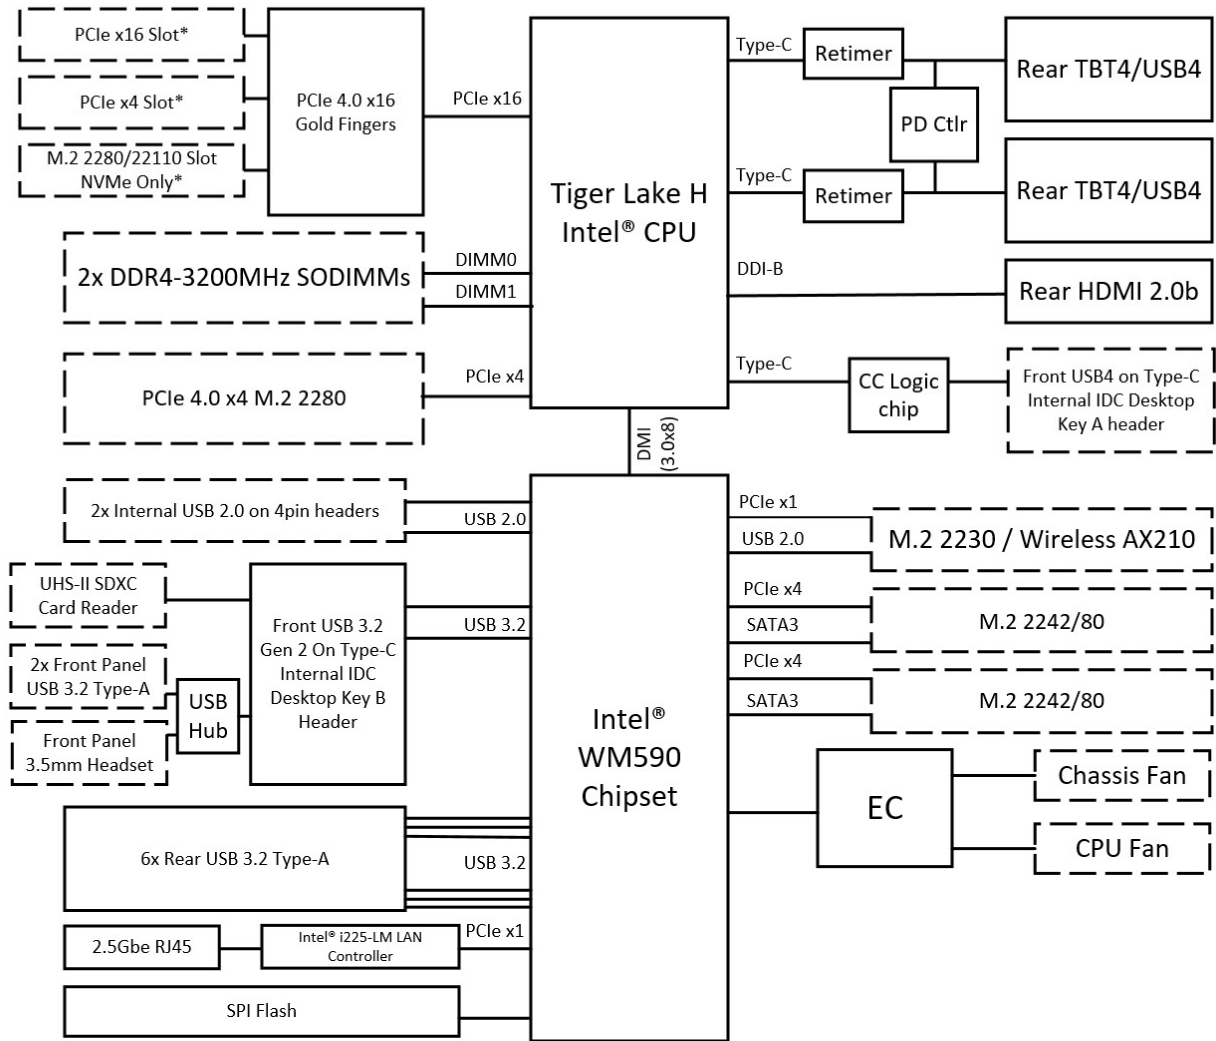 PCIe x16 Slot*
PCIe x4 Slot*
M.2 2280/22110 Slot
NVMe Only*
PCIe 4.0 x16
Gold Fingers
PCIe x16
2x DDR4-3200MHz SODIMMs
DIMM0
DIMM1
PCIe 4.0 x4 M.2 2280
PCIe x4
Tiger Lake H
Intel® CPU
Type-C
Retimer
Rear TBT4/USB4
PD Ctlr
Type-C
Retimer
Rear TBT4/USB4
DDI-B
Rear HDMI 2.0b
Type-C
CC Logic
chip
Front USB4 on Type-C
Internal IDC Desktop
Key A header
DMI
(3.0x8)
2x Internal USB 2.0 on 4pin headers
USB 2.0
UHS-II SDXC
Card Reader
2x Front Panel
USB 3.2 Type-A
Front Panel
3.5mm Headset
USB
Hub
Front USB 3.2
Gen 2 On Type-C
Internal IDC
Desktop Key B
Header
USB 3.2
6x Rear USB 3.2 Type-A
USB 3.2
2.5Gbe RJ45
Intel® i225-LM LAN
Controller
PCIe x1
SPI Flash
Intel®
WM590
Chipset
PCIe x1
USB 2.0
M.2 2230 / Wireless AX210
PCIe x4
SATA3
M.2 2242/80
PCIe x4
SATA3
M.2 2242/80
EC
Chassis Fan
CPU Fan